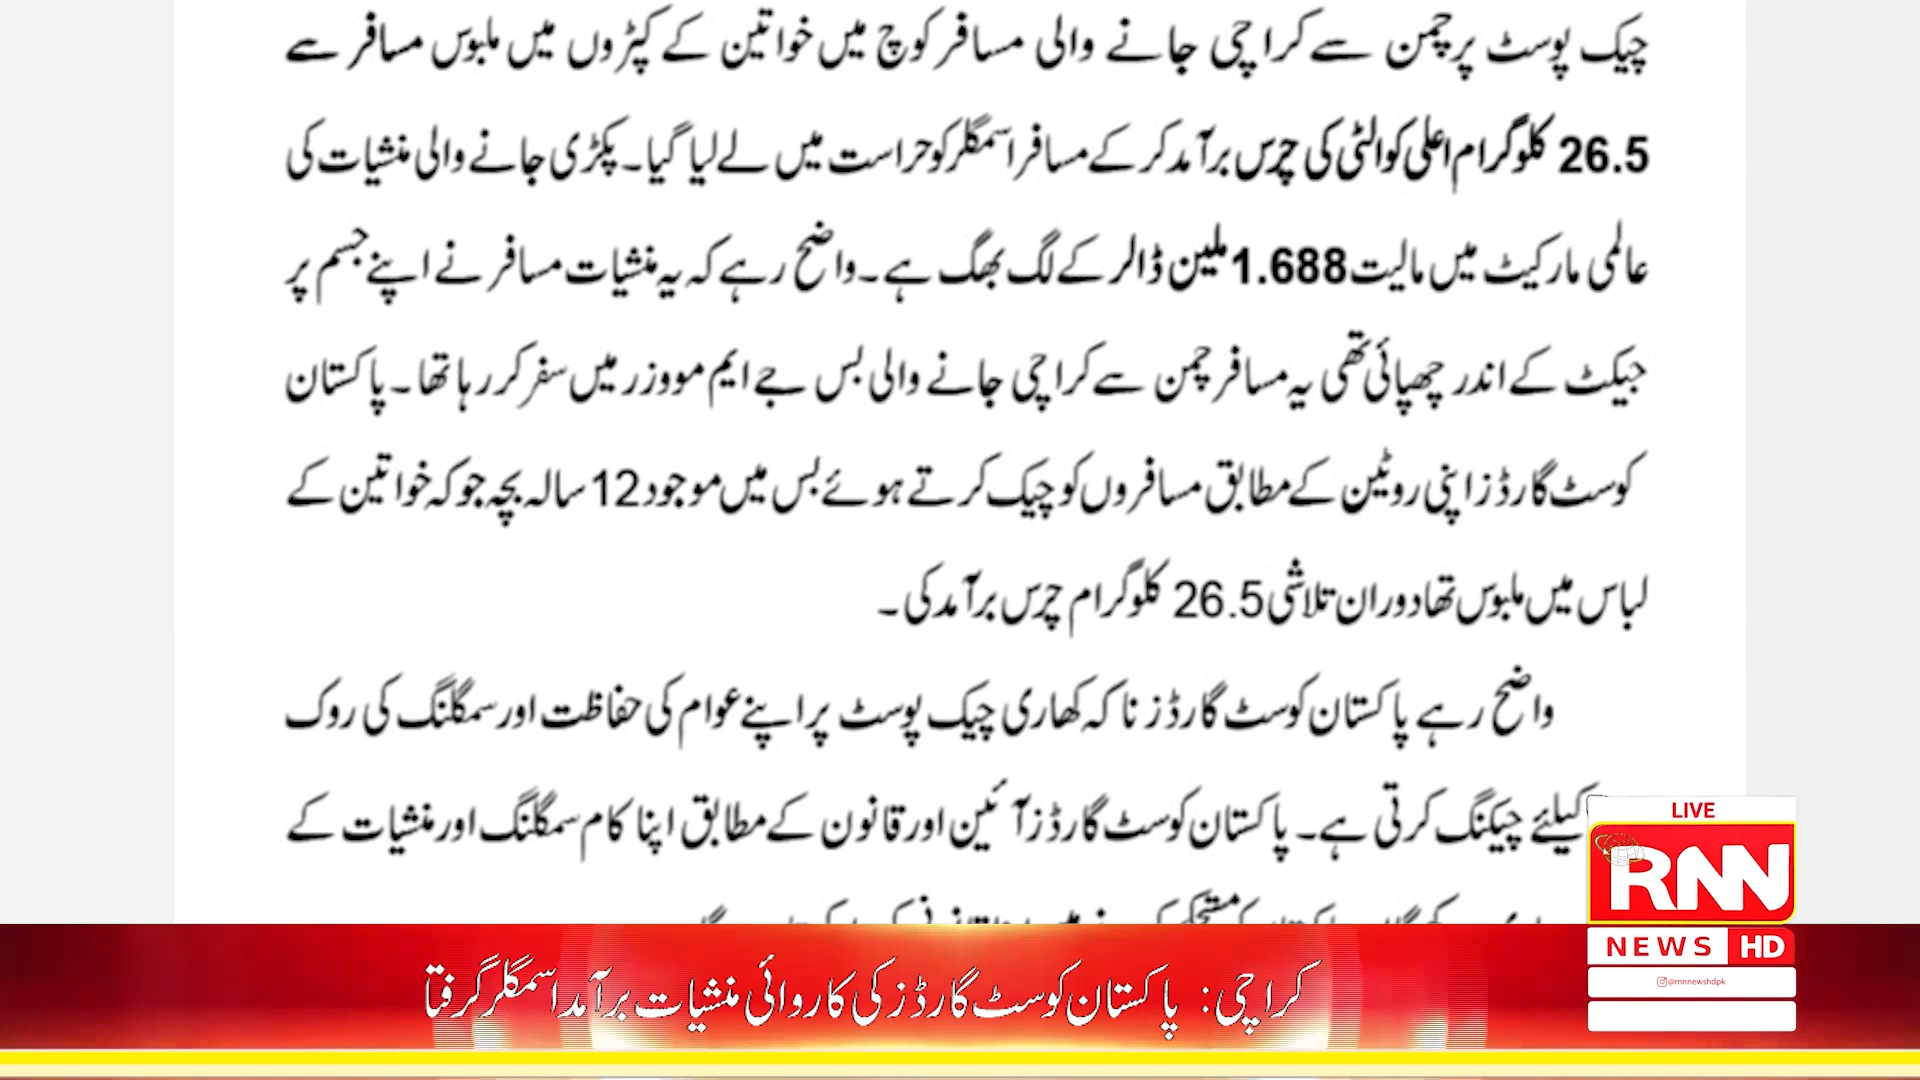 چیک پوسٹ پر چمن سے کراچی جانے والی مسافر کوچ میں خواتین کے کپڑوں میں ملبوس مسافر سے
26.5 کلوگرام اعلی کوالٹی کی چرس برآمد کر کے مسافر اسمگلر کو حراست میں لے لیا گیا۔ پکڑی جانے والی منشیات کی
عالمی مارکیٹ میں مالیت 1.688 ملین ڈالر کے لگ بھگ ہے۔ واضح رہے کہ یہ منشیات مسافر نے اپنے جسم پر
جیکٹ کے اندر چھپائی تھی یہ مسافر چمن سے کراچی جانے والی بس جے ایم موورز میں سفر کر رہا تھا ۔ پاکستان
کوسٹ گارڈز اپنی روٹین کے مطابق مسافروں کو چیک کرتے ہوئے بس میں موجود 12 سالہ بچہ جو کہ خواتین کے
لباس میں ملبوس تھا دوران تلاشی 26.5 کلوگرام چرس برآمد کی ۔
واضح رہے پاکستان کوسٹ گارڈز ناکہ کھاری چیک پوسٹ پر اپنے عوام کی حفاظت اور سمگلنگ کی روک
کیلئے چیکنگ کرتی ہے۔ پاکستان کوسٹ گارڈز آئین اور قانون کے مطابق اپنا کام سمگلنگ اور منشیات کے
LIVE
RNN
NEWS HD
@rnnnewshdpk
کراچی: پاکستان کوسٹ گارڈز کی کاروائی منشیات برآمد اسمگلر گرفتا